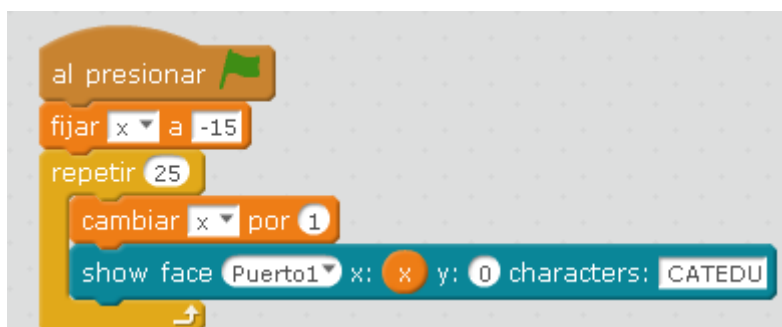 al presionar
fijar x a -15
repetir 25
cambiar x por 1
show face Puerto1 x: x y: 0 characters: CATEDU